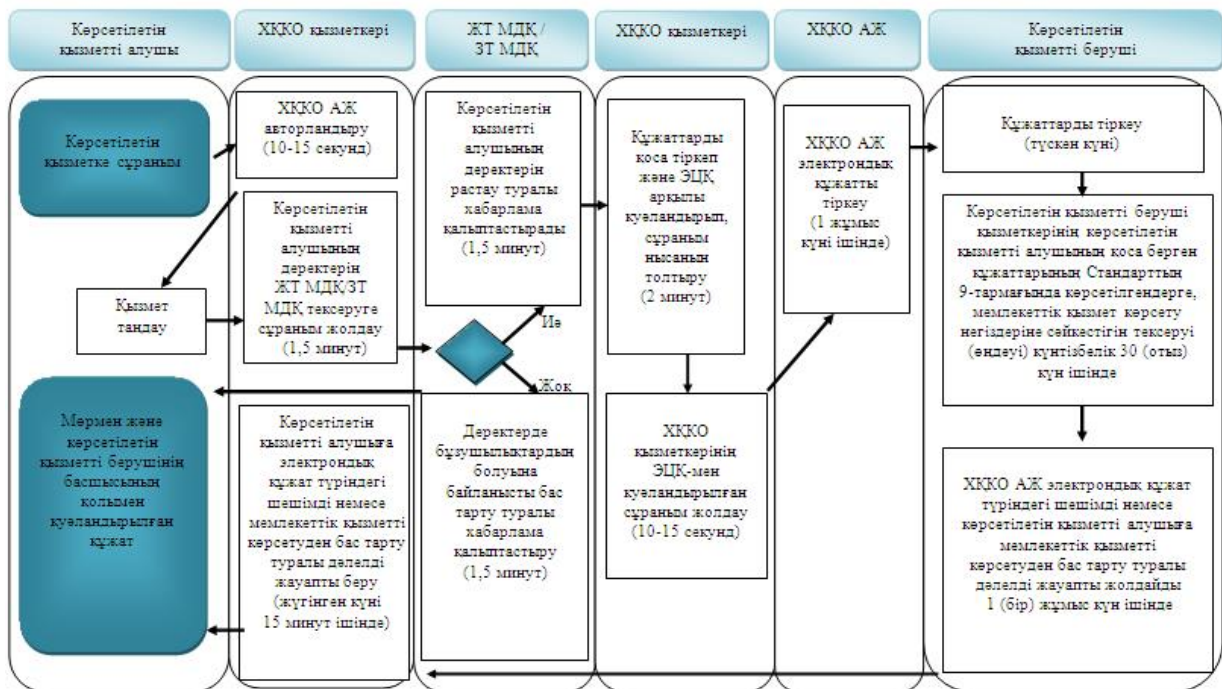 Көрсетілетін
қызметті алушы
ХҚКО қызметкері
ЖТ МДҚ /
ЗТ МДҚ
ХҚКО қызметкері
ХҚКО АЖ
Көрсетілетін
қызметті беруші
Көрсетілетін
қызметке сұраным
Қызмет
таңдау
Мөрмен және
көрсетілетін
қызметті берушінің
басшысының
қолымен
куәландырылған
құжат
ХҚКО АЖ
авторландыру
(10-15 секунд)
Көрсетілетін
қызметті
алушының
деректерін
ЖТ МДҚ/ЗТ
МДҚ тексеруге
сұраным жолдау
(1,5 минут)
Көрсетілетін
қызметті алушыға
электрондық
құжат түріндегі
шешімді немесе
мемлекеттік қызметті
көрсетуден бас тарту
туралы дәлелді
жауапты беру
(жүгінген күні
15 минут ішінде)
Көрсетілетін
қызметті
алушының
деректерін
растау туралы
хабарлама
қалыптастырады
(1,5 минут)
Иә
Жоқ
Деректерде
бұзушылықтардың
болуына
байланысты бас
тарту туралы
хабарлама
қалыптастыру
(1,5 минут)
Құжаттарды
қоса тіркеп
және ЭЦҚ
арқылы
куәландырып,
сұраным
нысанын
толтыру
(2 минут)
ХҚКО
қызметкерінің
ЭЦҚ-мен
куәландырылған
сұраным жолдау
(10-15 секунд)
ХҚКО АЖ
электрондық
құжатты
тіркеу
(1 жұмыс
күні ішінде)
Құжаттарды тіркеу
(түскен күні)
Көрсетілетін қызметті беруші
қызметкерінің көрсетілетін
қызметті алушының қоса берген
құжаттарының Стандарттың
9-тармағында көрсетілгендерге,
мемлекеттік қызмет көрсету
негіздеріне сәйкестігін тексеруі
(өңдеуі) күнтізбелік 30 (отыз)
күн ішінде
ХҚКО АЖ электрондық құжат
түріндегі шешімді немесе
көрсетілетін қызметті алушыға
мемлекеттік қызметті
көрсетуден бас тарту туралы
дәлелді жауапты жолдайды
1 (бір) жұмыс күн ішінде